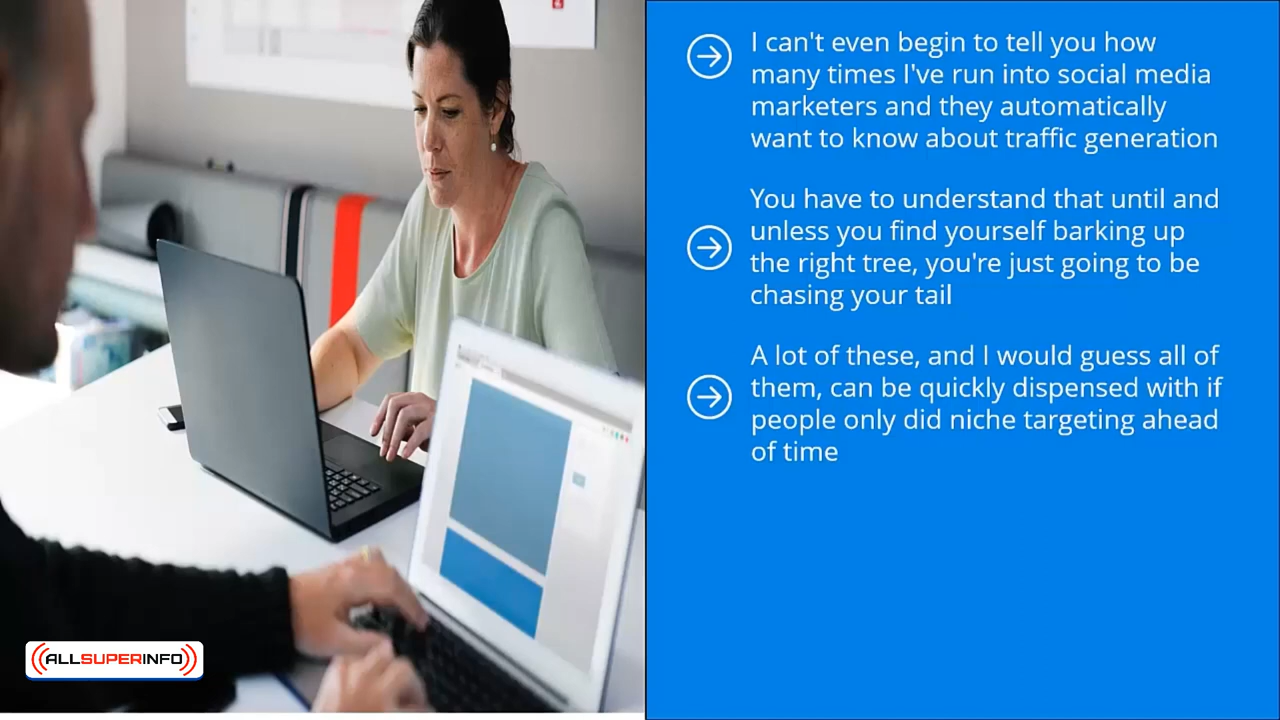 I can't even begin to tell you how
many times I've run into social media
marketers and they automatically
want to know about traffic generation
You have to understand that until and
unless you find yourself barking up
the right tree, you're just going to be
chasing your tail
A lot of these, and I would guess all of
them, can be quickly dispensed with if
people only did niche targeting ahead
of time
ALLSUPERINFO